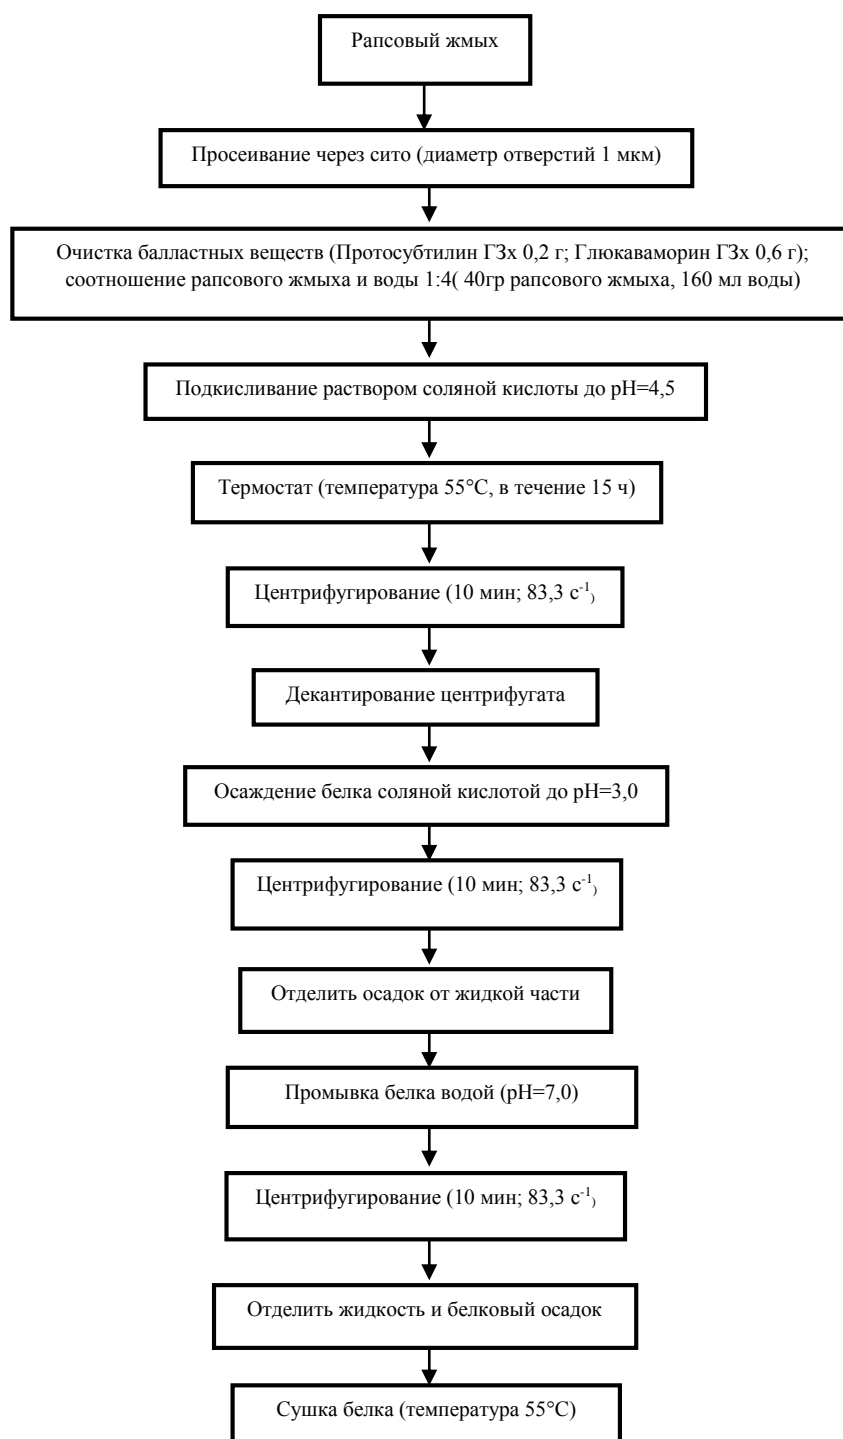 Рапсовый жмых
Просеивание через сито (диаметр отверстий 1 мкм)
Очистка балластных веществ (Протосубтилин ГЗх 0,2 г; Глюкаваморин ГЗх 0,6 г);
соотношение рапсового жмыха и воды 1:4( 40гр рапсового жмыха, 160 мл воды)
Подкисливание раствором соляной кислоты до рН=4,5
Термостат (температура 55°С, в течение 15 ч)
Центрифугирование (10 мин; 83,3 с⁻¹₎
Декантирование центрифугата
Осаждение белка соляной кислотой до рН=3,0
Центрифугирование (10 мин; 83,3 с⁻¹₎
Отделить осадок от жидкой части
Промывка белка водой (рН=7,0)
Центрифугирование (10 мин; 83,3 с⁻¹₎
Отделить жидкость и белковый осадок
Сушка белка (температура 55°С)